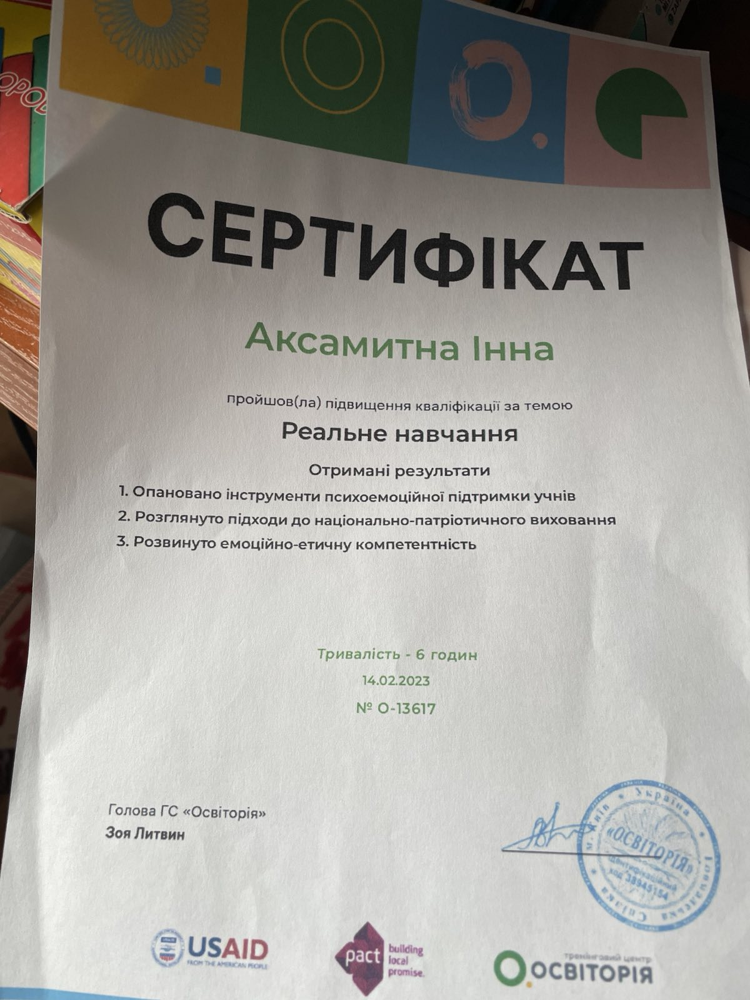 СЕРТИФІКАТ
Аксамитна Інна
пройшов(ла) підвищення кваліфікації за темою
Реальне навчання
Отримані результати
1. Опановано інструменти психоемоційної підтримки учнів
2. Розглянуто підходи до національно-патріотичного виховання
3. Розвинуто емоційно-етичну компетентність
Тривалість - 6 годин
14.02.2023
№ О-13617
Голова ГС «Освіторія»
Зоя Литвин
м. Київ * Україна * Громадська Спілка *
«ОСВІТОРІЯ»
Ідентифікаційний
код 38945154
USAID
FROM THE AMERICAN PEOPLE
pact
building
local
promise.
тренінговий центр
ОСВІТОРІЯ